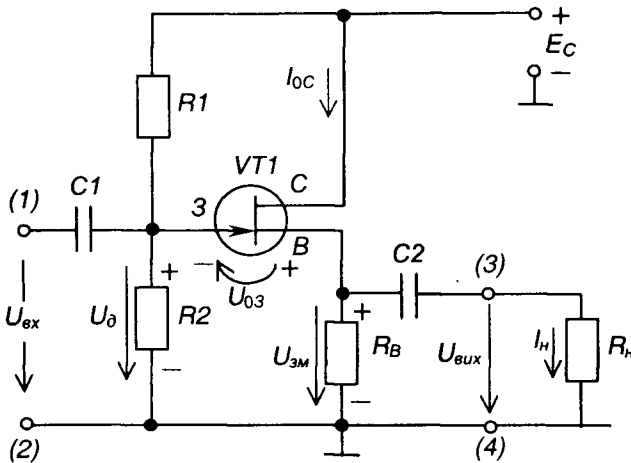 +
E_C
−
I_0C
R1
VT1
C
C1
(1)
З
В
C2
(3)
− +
U_03
+
U_вх
U_д
R2
−
+
U_зм
R_B
−
U_вих
I_н
R_н
(2)
(4)